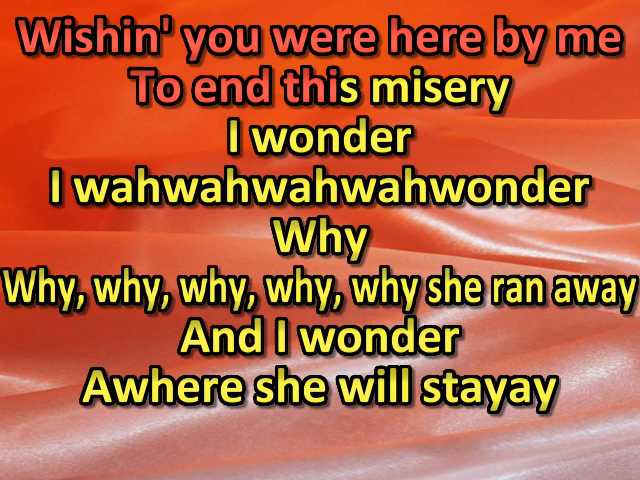 Wishin' you were here by me
To end this misery
I wonder
I wahwahwahwahwonder
Why
Why, why, why, why, why she ran away
And I wonder
Awhere she will stayay